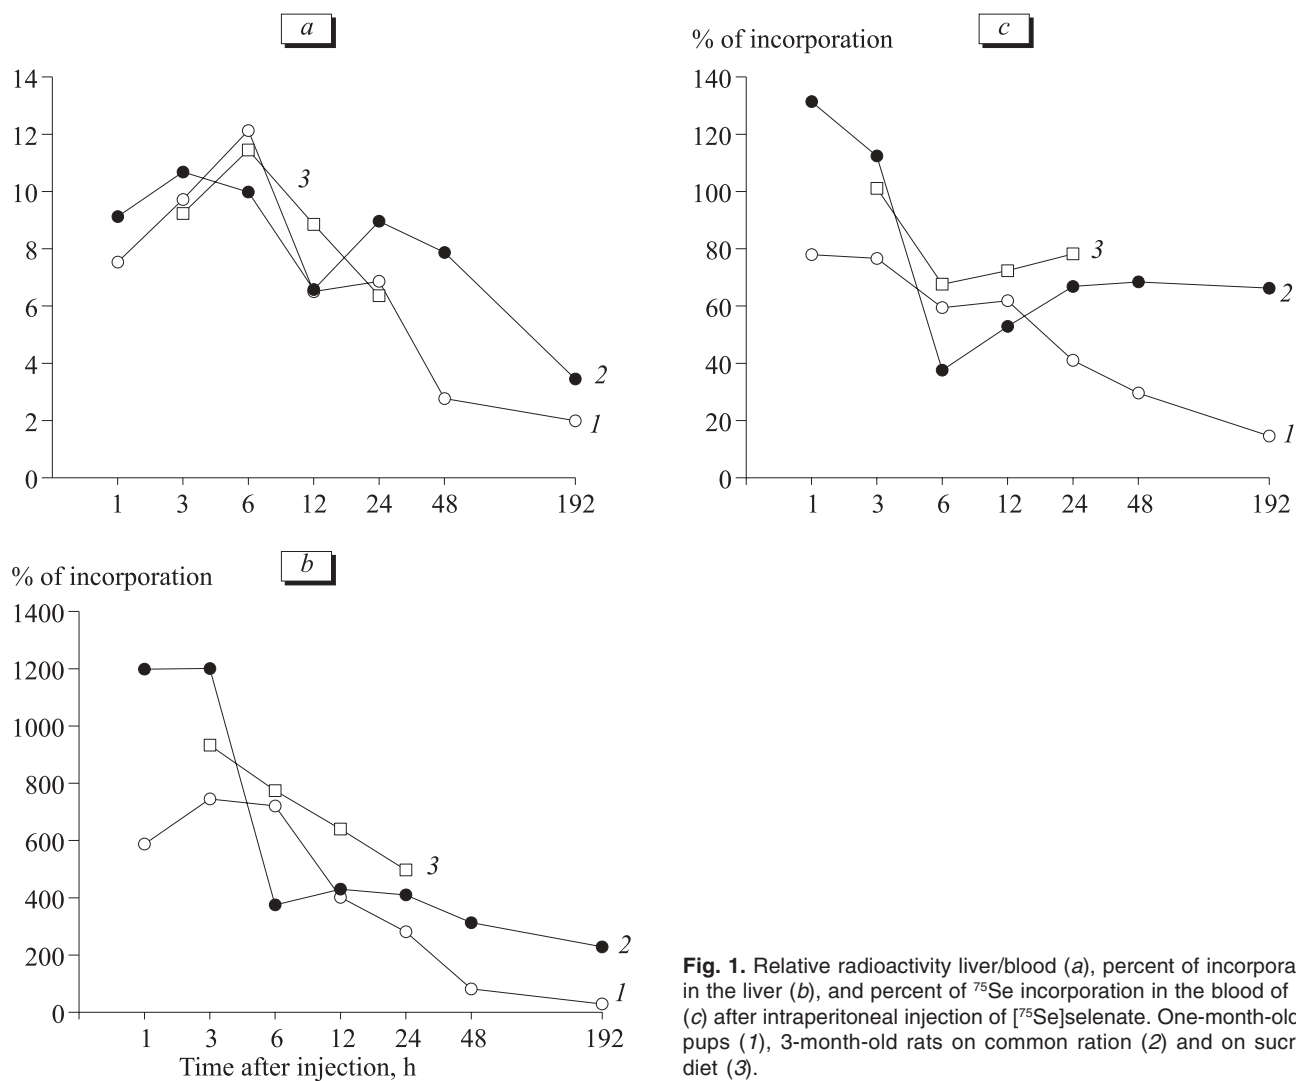 a
14
12
10
8
6
4
2
0
3
2
1
1 3 6 12 24 48 192
% of incorporation
c
140
120
100
80
60
40
20
0
3
2
1
1 3 6 12 24 48 192
% of incorporation
b
1400
1200
1000
800
600
400
200
0
3
2
1
1 3 6 12 24 48 192
Time after injection, h
Fig. 1. Relative radioactivity liver/blood (a), percent of incorpora
in the liver (b), and percent of ⁷⁵Se incorporation in the blood of
(c) after intraperitoneal injection of [⁷⁵Se]selenate. One-month-old
pups (1), 3-month-old rats on common ration (2) and on sucr
diet (3).